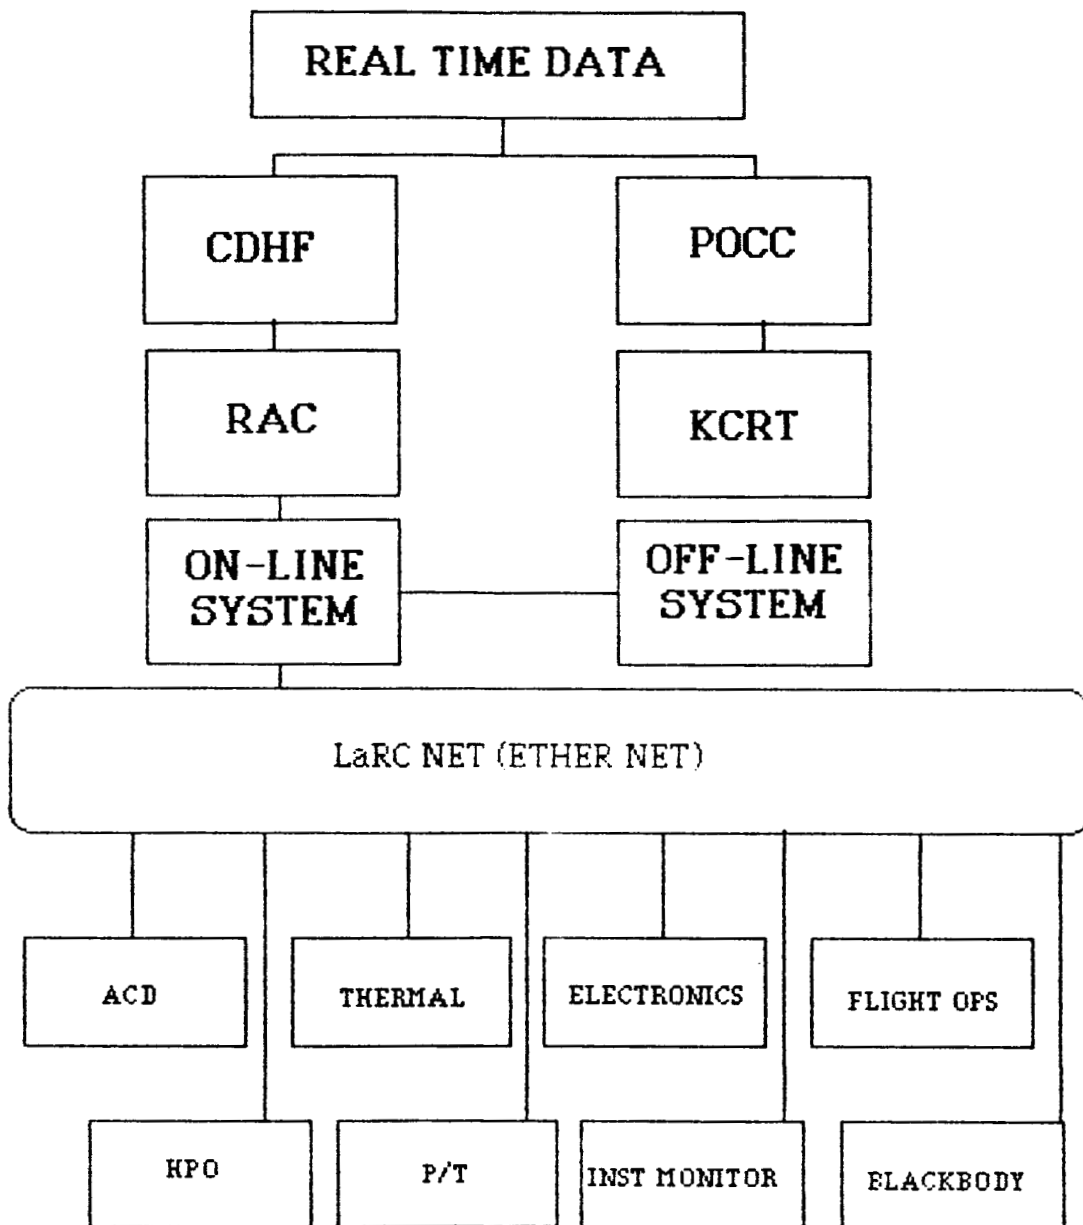 REAL TIME DATA
CDHF
POCC
RAC
KCRT
ON-LINE
SYSTEM
OFF-LINE
SYSTEM
LaRC NET (ETHER NET)
ACD
THERMAL
ELECTRONICS
FLIGHT OPS
HPO
P/T
INST MONITOR
BLACKBODY